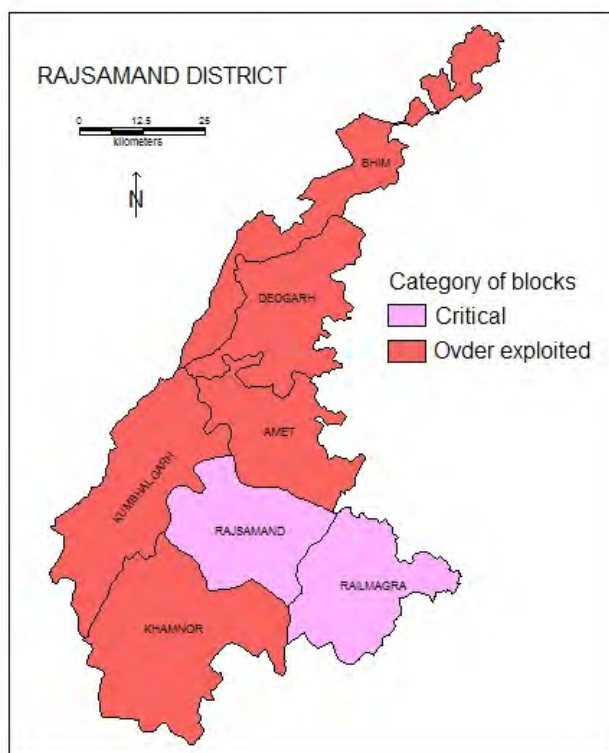 RAJSAMAND DISTRICT
0 12.5 25
kilometers
N
BHIM
DEOGARH
Category of blocks
Critical
Ovder exploited
AMET
KUMBHALGARH
RAJSAMAND
RAILMAGRA
KHAMNOR